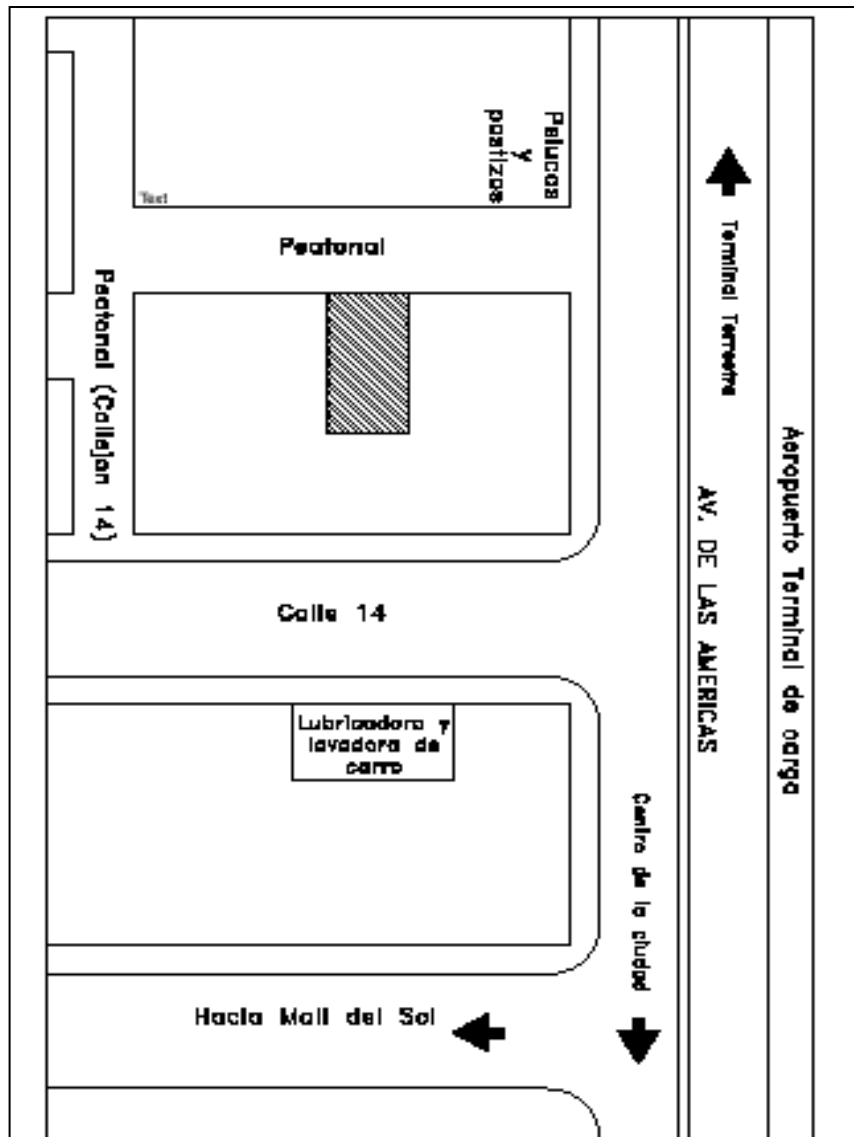 Pelucas
y
postizos
Text
Peatonal
Terminal Terrestre
Peatonal (Callejon 14)
Aeropuerto Terminal de carga
AV. DE LAS AMERICAS
Calle 14
Lubricadora y
lavadora de
carro
Centro de la ciudad
Hacia Mall del Sol